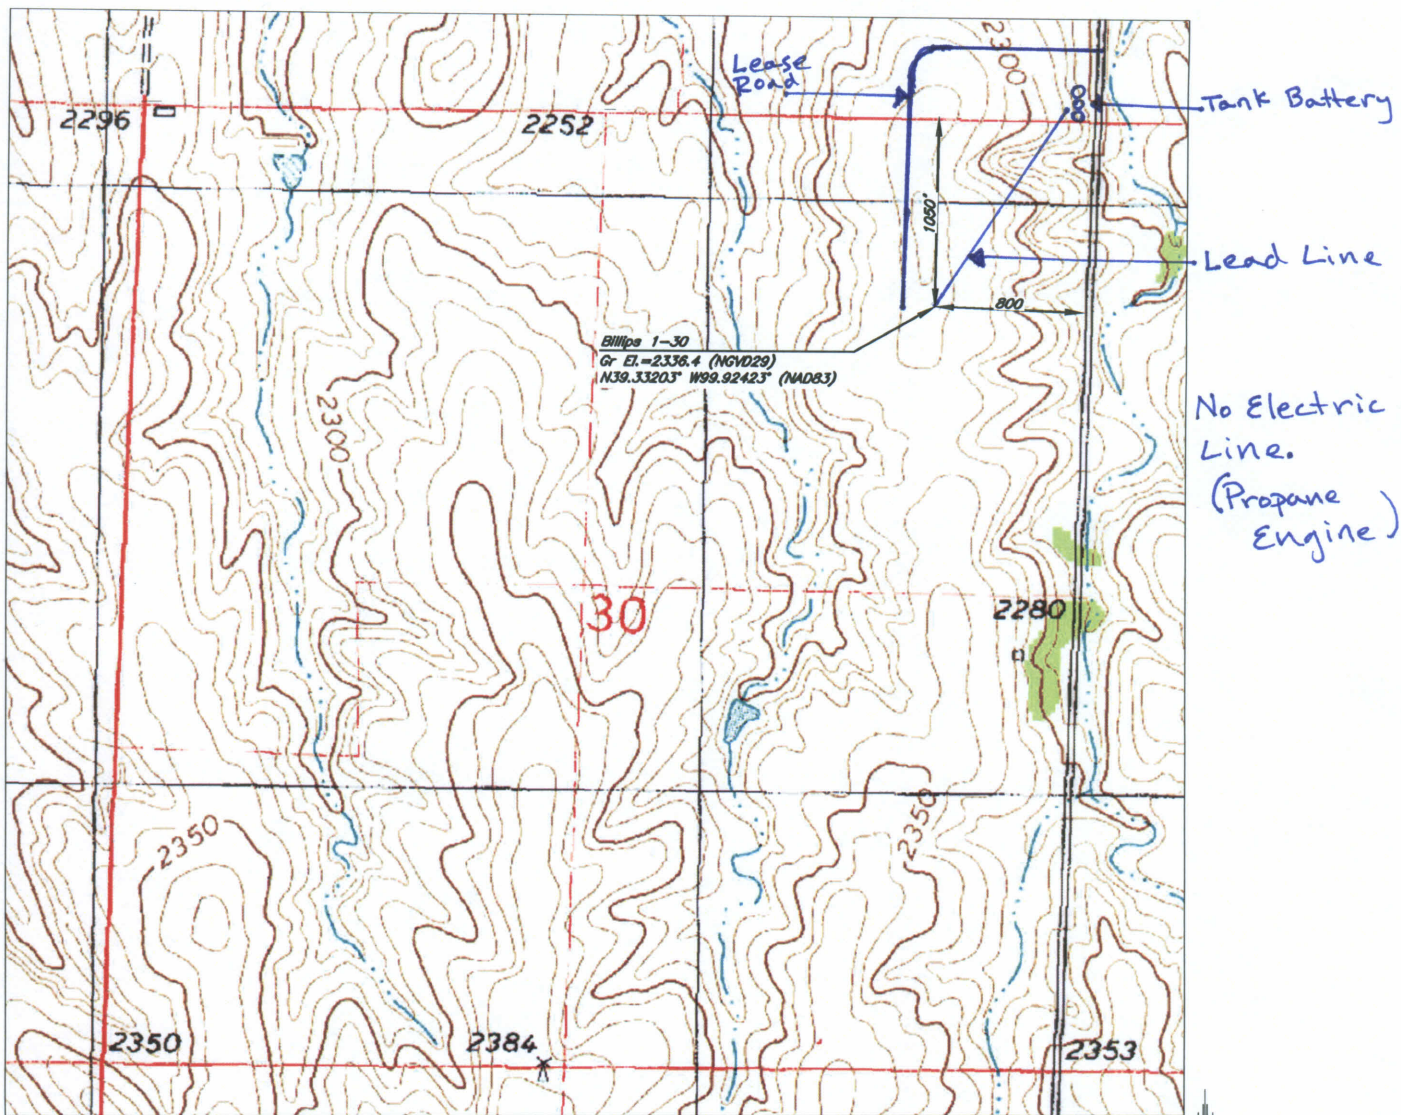 Lease
Road
2300
Tank Battery
2296
2252
1050'
Lead Line
800
Billips 1-30
Gr El.=2336.4 (NGVD29)
N39.33203° W99.92423° (NAD83)
No Electric
Line.
(Propane
Engine)
2300
30
2280
2350
2350
2350
2384
2353